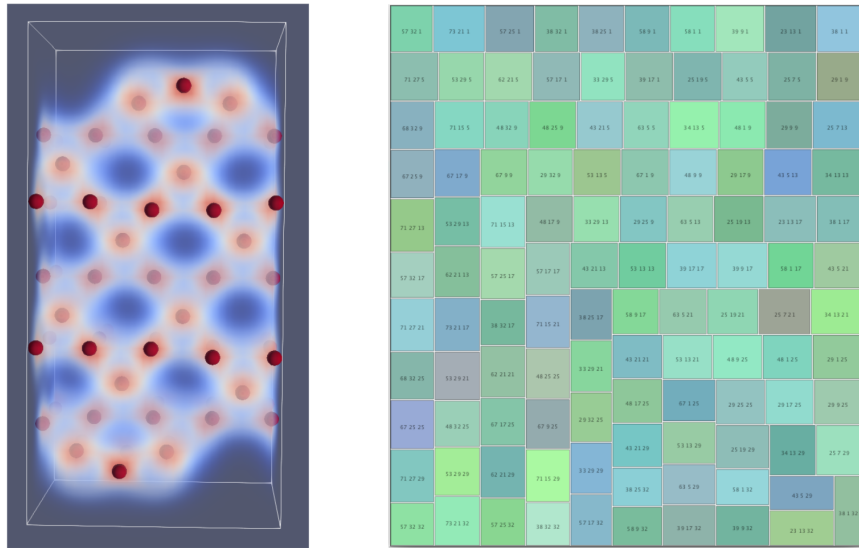 57 32 1 73 21 1 57 25 1 38 32 1 38 25 1 58 9 1 58 1 1 39 9 1 23 13 1 38 1 1
71 27 5 53 29 5 62 21 5 57 17 1 33 29 5 39 17 1 25 19 5 43 5 5 25 7 5 29 1 9
68 32 9 71 15 5 48 32 9 48 25 9 43 21 5 63 5 5 34 13 5 48 1 9 29 9 9 25 7 13
67 25 9 67 17 9 67 9 9 29 32 9 53 13 5 67 1 9 48 9 9 29 17 9 43 5 13 34 13 13
71 27 13 53 29 13 71 15 13 48 17 9 33 29 13 29 25 9 63 5 13 25 19 13 23 13 17 38 1 17
57 32 17 62 21 13 57 25 17 57 17 17 43 21 13 53 13 13 39 17 17 39 9 17 58 1 17 43 5 21
71 27 21 73 21 17 38 32 17 71 15 21 38 25 17 58 9 17 63 5 21 25 19 21 25 7 21 34 13 21
43 21 21 53 13 21 48 9 25 48 1 25 29 1 25
68 32 25 33 29 21 62 21 21 48 25 25 33 29 21
48 17 25 67 1 25 29 25 25 29 17 25 29 9 25
67 25 25 48 32 25 67 17 25 67 9 25 29 32 25
43 21 29 53 13 29 25 19 29 34 13 29 25 7 29
71 27 29 53 29 29 62 21 29 71 15 29 33 29 29
38 25 32 63 5 29 58 1 32 43 5 29
38 1 32
57 32 32 73 21 32 57 25 32 38 32 32 57 17 32 58 9 32 39 17 32 39 9 32 23 13 32